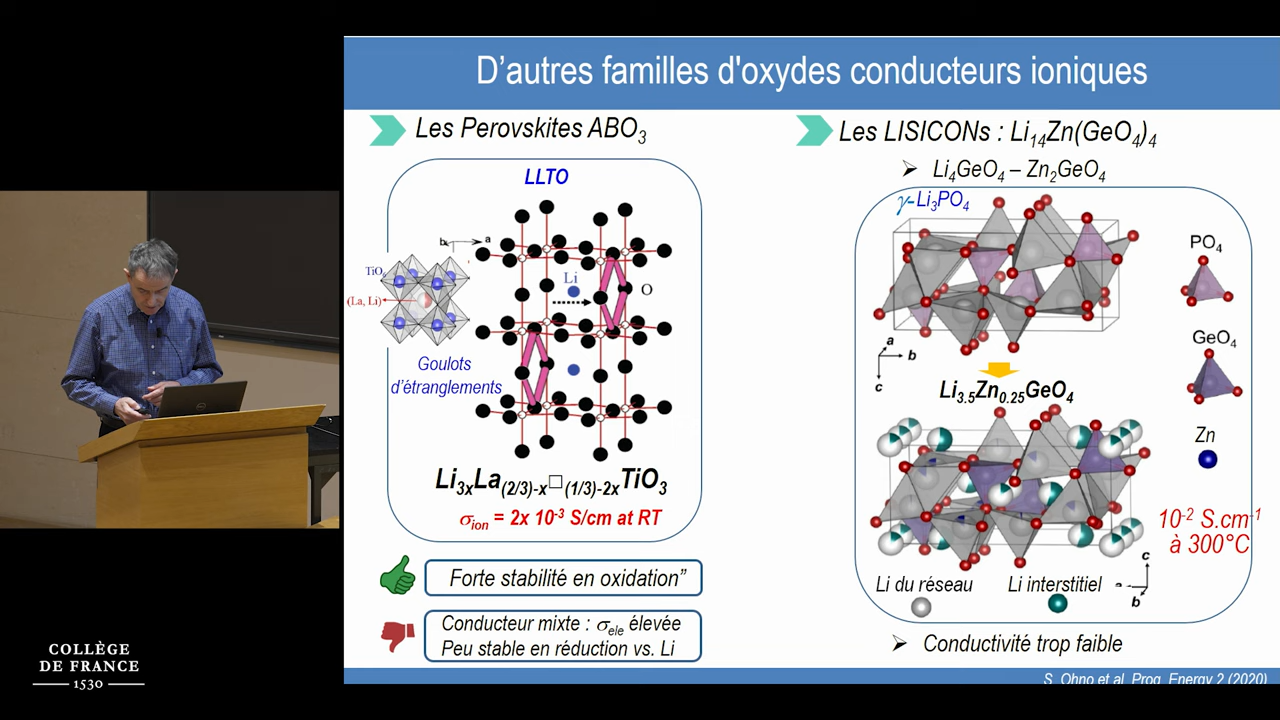 D'autres familles d'oxydes conducteurs ioniques
Les Perovskites ABO3
LLTO
b
a
TiO6
(La, Li)
Li
O
Goulots
d'étranglements
Li3xLa(2/3)-x□(1/3)-2xTiO3
σion = 2x 10-3 S/cm at RT
Forte stabilité en oxidation”
Conducteur mixte : σele élevée
Peu stable en réduction vs. Li
Les LISICONs : Li14Zn(GeO4)4
Li4GeO4 – Zn2GeO4
γ-Li3PO4
PO4
GeO4
a
b
c
Li3.5Zn0.25GeO4
Zn
10-2 S.cm-1
à 300°C
Li du réseau
Li interstitiel
c
a
b
Conductivité trop faible
S. Ohno et al. Prog. Energy 2 (2020)
COLLÈGE
DE FRANCE
1530